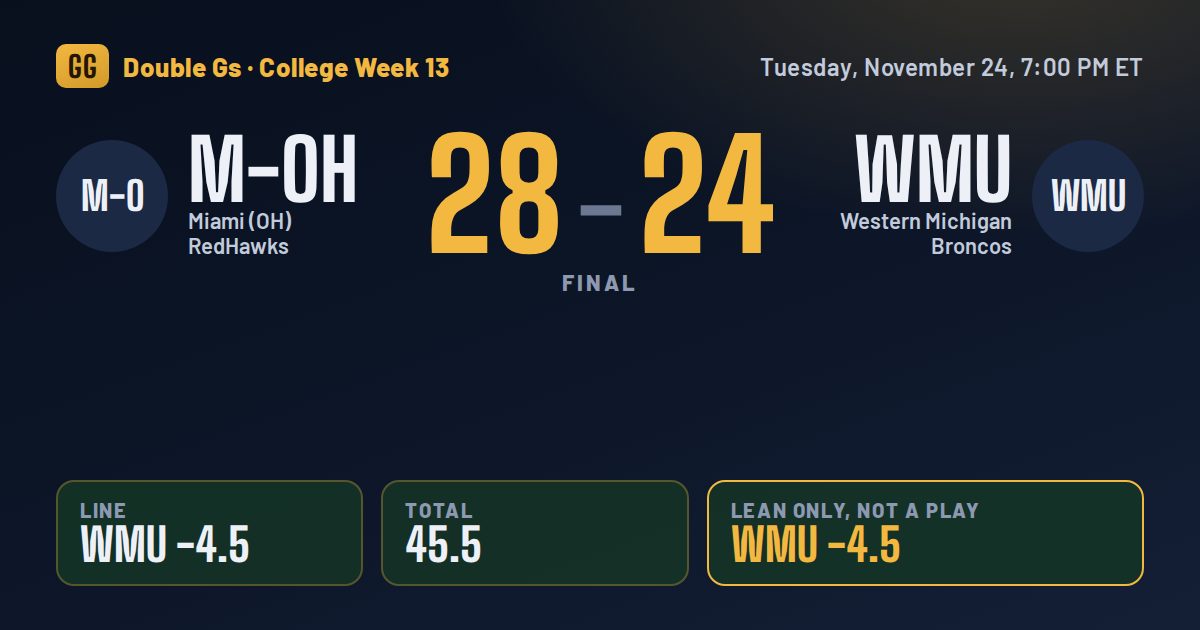 GG
Double Gs · College Week 13
Tuesday, November 24, 7:00 PM ET
M-O
M-OH
Miami (OH)
RedHawks
28 - 24
FINAL
WMU
Western Michigan
Broncos
WMU
LINE
WMU -4.5
TOTAL
45.5
LEAN ONLY, NOT A PLAY
WMU -4.5